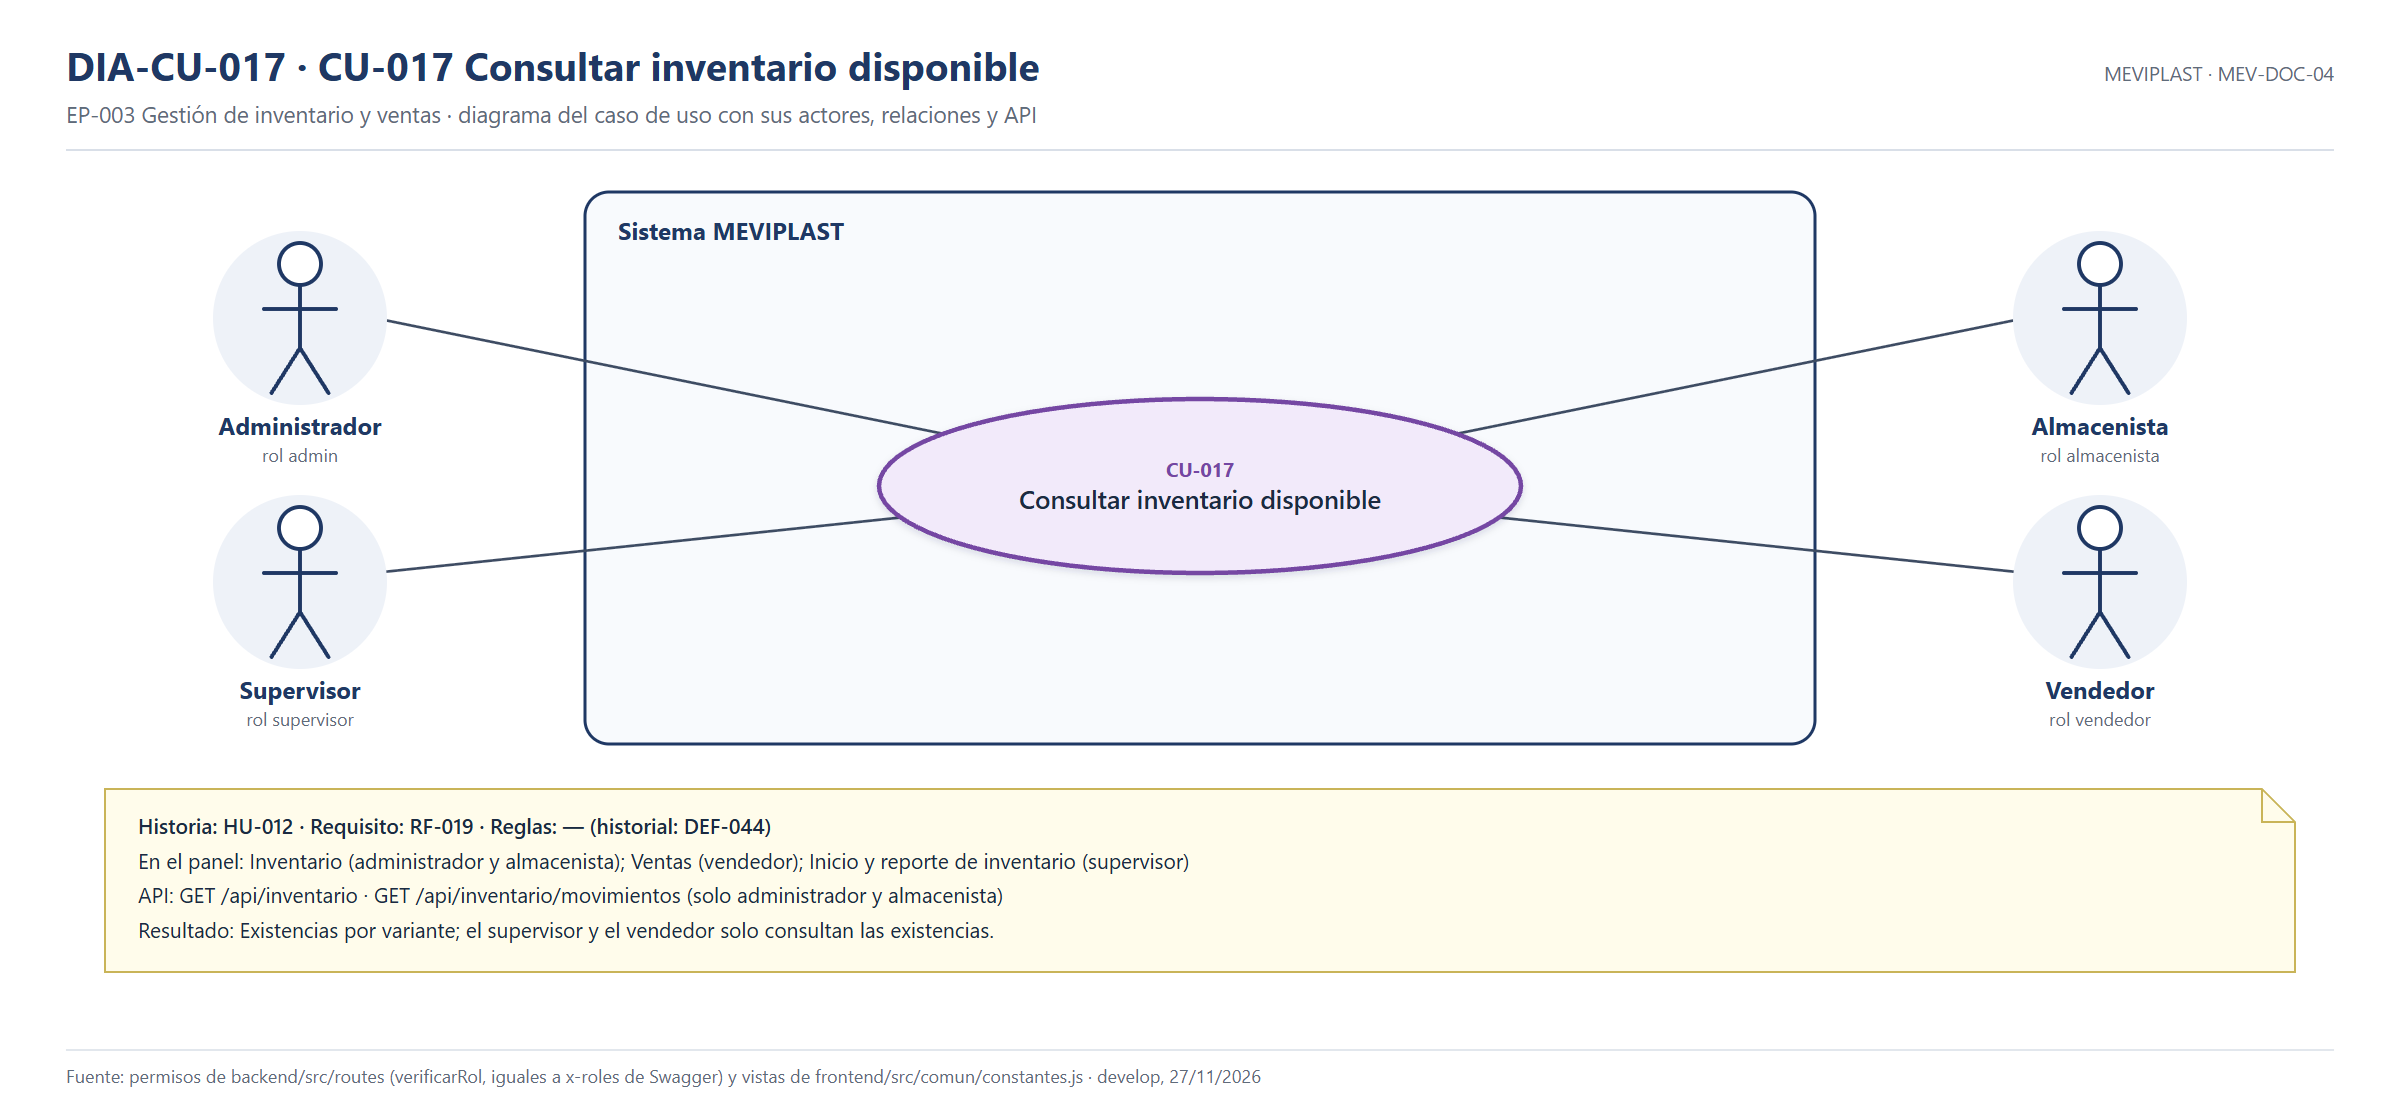 DIA-CU-017 · CU-017 Consultar inventario disponible
MEVIPLAST · MEV-DOC-04
EP-003 Gestión de inventario y ventas · diagrama del caso de uso con sus actores, relaciones y API
Sistema MEVIPLAST
Administrador
rol admin
Almacenista
rol almacenista
CU-017
Consultar inventario disponible
Supervisor
rol supervisor
Vendedor
rol vendedor
Historia: HU-012 · Requisito: RF-019 · Reglas: — (historial: DEF-044)
En el panel: Inventario (administrador y almacenista); Ventas (vendedor); Inicio y reporte de inventario (supervisor)
API: GET /api/inventario · GET /api/inventario/movimientos (solo administrador y almacenista)
Resultado: Existencias por variante; el supervisor y el vendedor solo consultan las existencias.
Fuente: permisos de backend/src/routes (verificarRol, iguales a x-roles de Swagger) y vistas de frontend/src/comun/constantes.js · develop, 27/11/2026